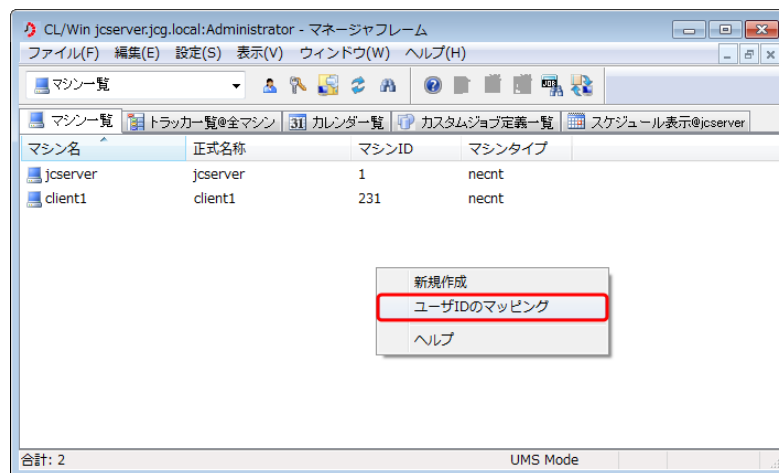 CL/Win jcserver.jcg.local:Administrator - マネージャフレーム
ファイル(F) 編集(E) 設定(S) 表示(V) ウィンドウ(W) ヘルプ(H)
マシン一覧
マシン一覧 トラッカ一覧@全マシン 31 カレンダ一覧 カスタムジョブ定義一覧 スケジュール表示@jcserver
マシン名 正式名称 マシンID マシンタイプ
jcserver jcserver 1 necnt
client1 client1 231 necnt
新規作成
ユーザIDのマッピング
ヘルプ
合計: 2 UMS Mode